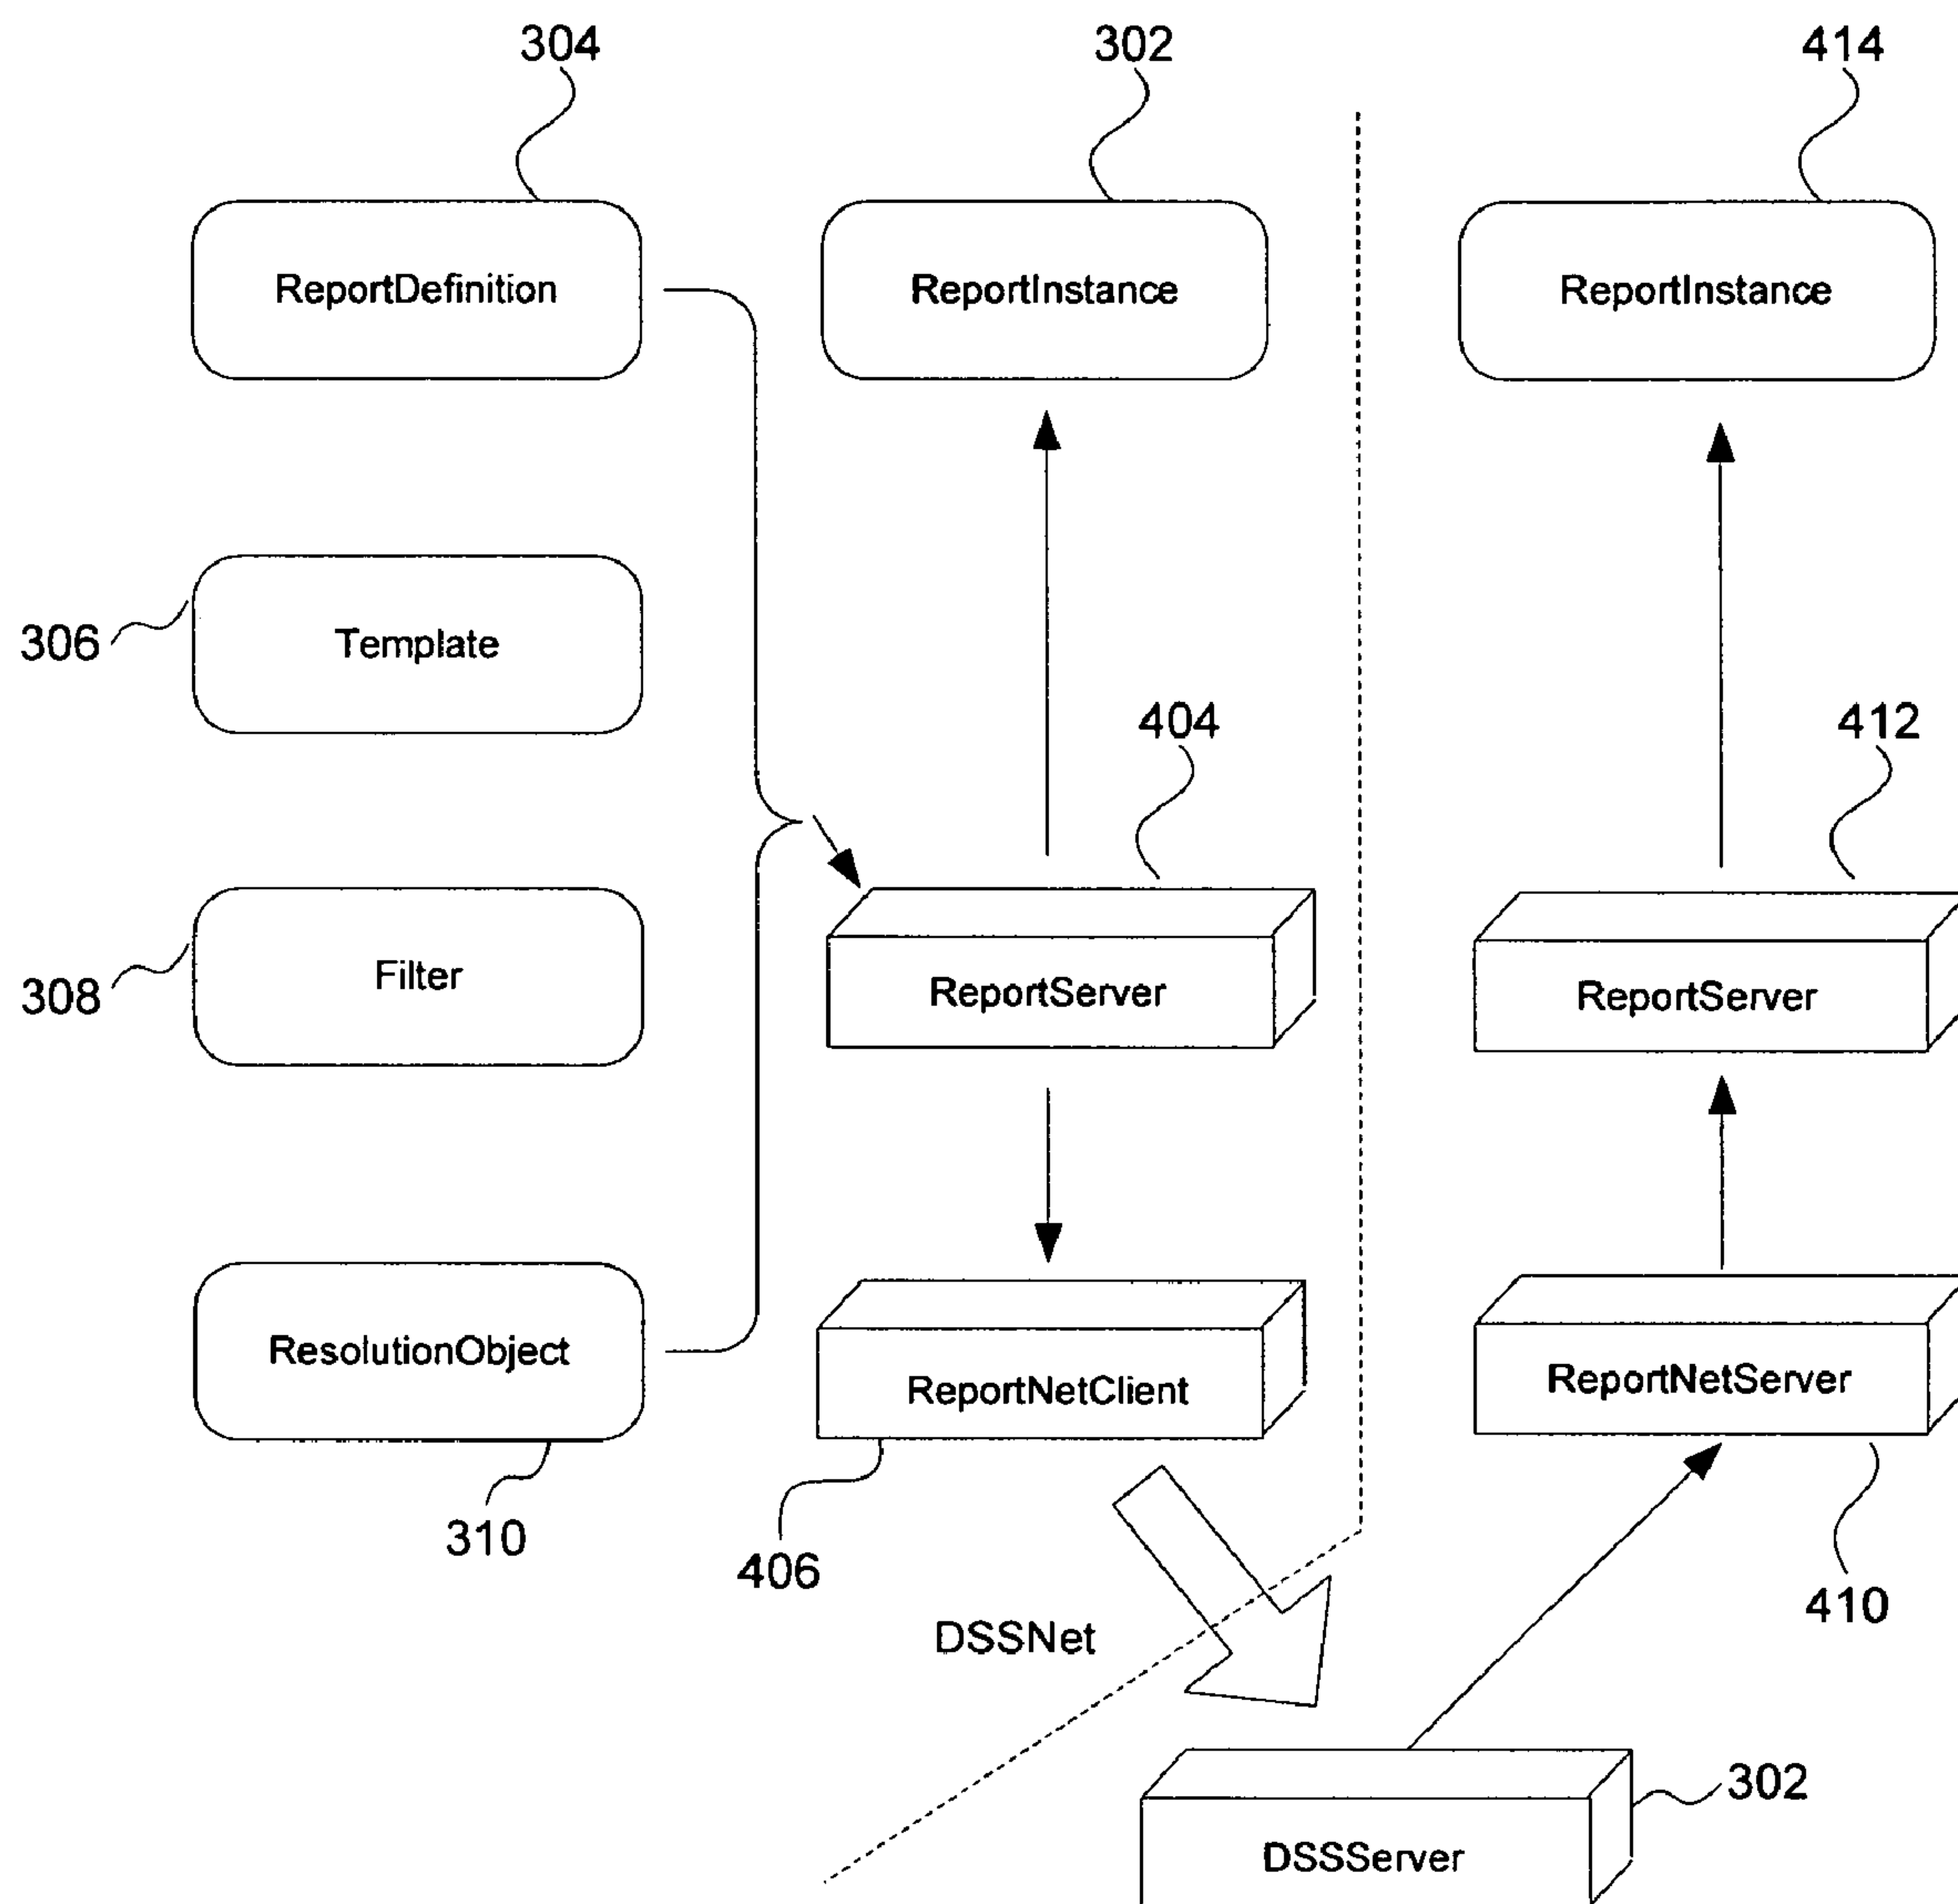 304
302
414
ReportDefinition
ReportInstance
ReportInstance
306
Template
404
412
308
Filter
ReportServer
ReportServer
ResolutionObject
ReportNetClient
ReportNetServer
310
406
410
DSSNet
302
DSSServer